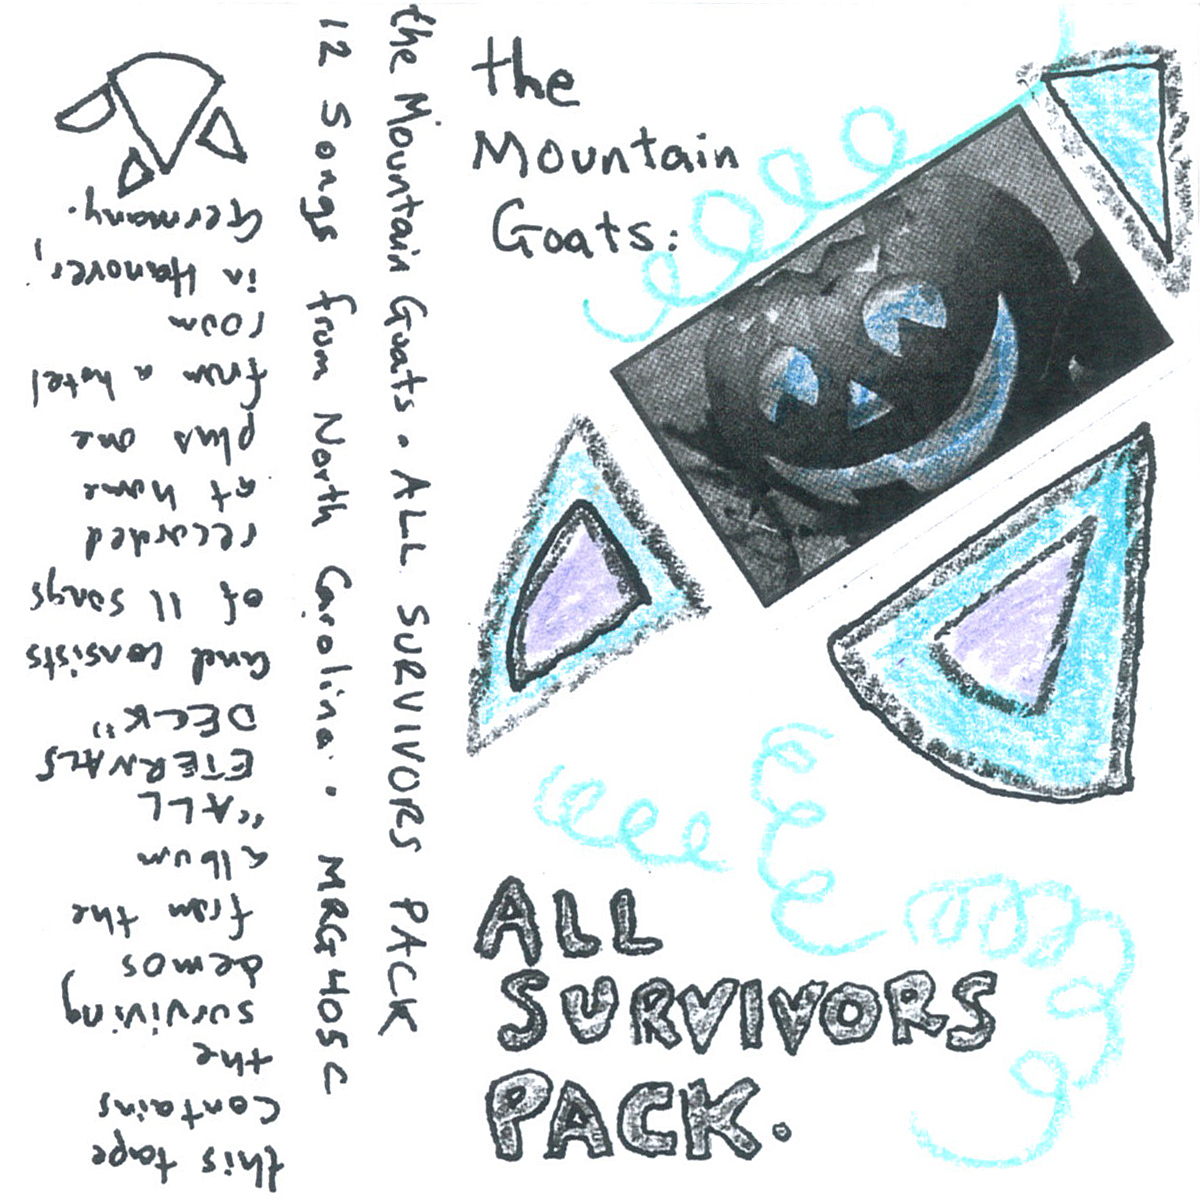 the
Mountain
Goats:
ALL
SURVIVORS
PACK.
the Mountain Goats. ALL SURVIVORS PACK
12 Songs from North Carolina. MRG405C
this tape
contains
the
surviving
demos
from the
album
"ALL
ETERNALS
DECK"
and consists
of 11 songs
recorded
at home
plus one
from a hotel
room
in Hanover,
Germany.